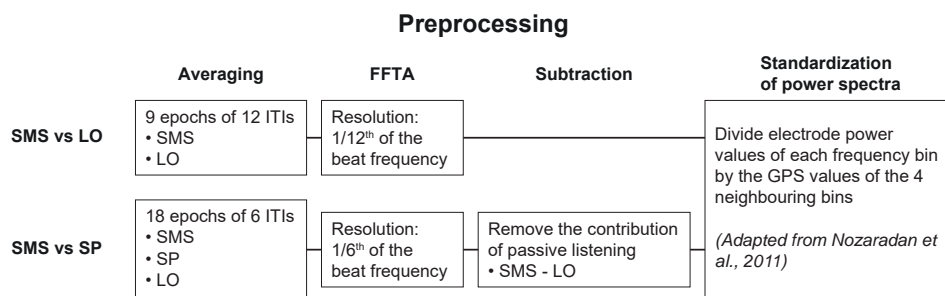 Preprocessing
Averaging
FFTA
Subtraction
Standardization
of power spectra
SMS vs LO
9 epochs of 12 ITIs
• SMS
• LO
Resolution:
1/12th of the
beat frequency
Divide electrode power
values of each frequency bin
by the GPS values of the 4
neighbouring bins
(Adapted from Nozaradan et
al., 2011)
SMS vs SP
18 epochs of 6 ITIs
• SMS
• SP
• LO
Resolution:
1/6th of the
beat frequency
Remove the contribution
of passive listening
• SMS - LO